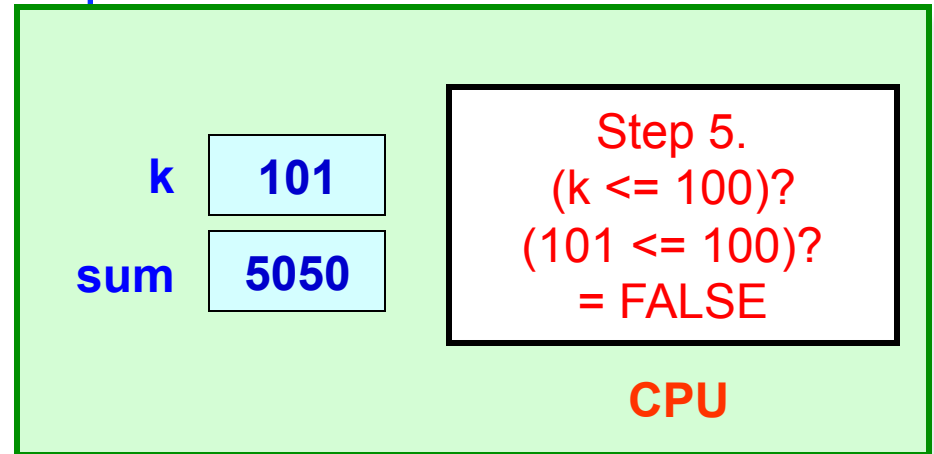 k
101
sum
5050
Step 5.
(k <= 100)?
(101 <= 100)?
= FALSE
CPU